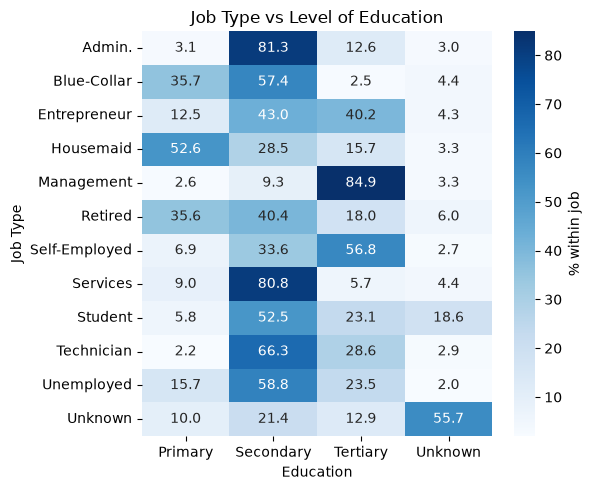 Job Type vs Level of Education
Admin. 3.1 81.3 12.6 3.0
Blue-Collar 35.7 57.4 2.5 4.4
Entrepreneur 12.5 43.0 40.2 4.3
Housemaid 52.6 28.5 15.7 3.3
Management 2.6 9.3 84.9 3.3
Retired 35.6 40.4 18.0 6.0
Self-Employed 6.9 33.6 56.8 2.7
Services 9.0 80.8 5.7 4.4
Student 5.8 52.5 23.1 18.6
Technician 2.2 66.3 28.6 2.9
Unemployed 15.7 58.8 23.5 2.0
Unknown 10.0 21.4 12.9 55.7
Primary Secondary Tertiary Unknown
Education
Job Type
80
70
60
50
40
30
20
10
% within job